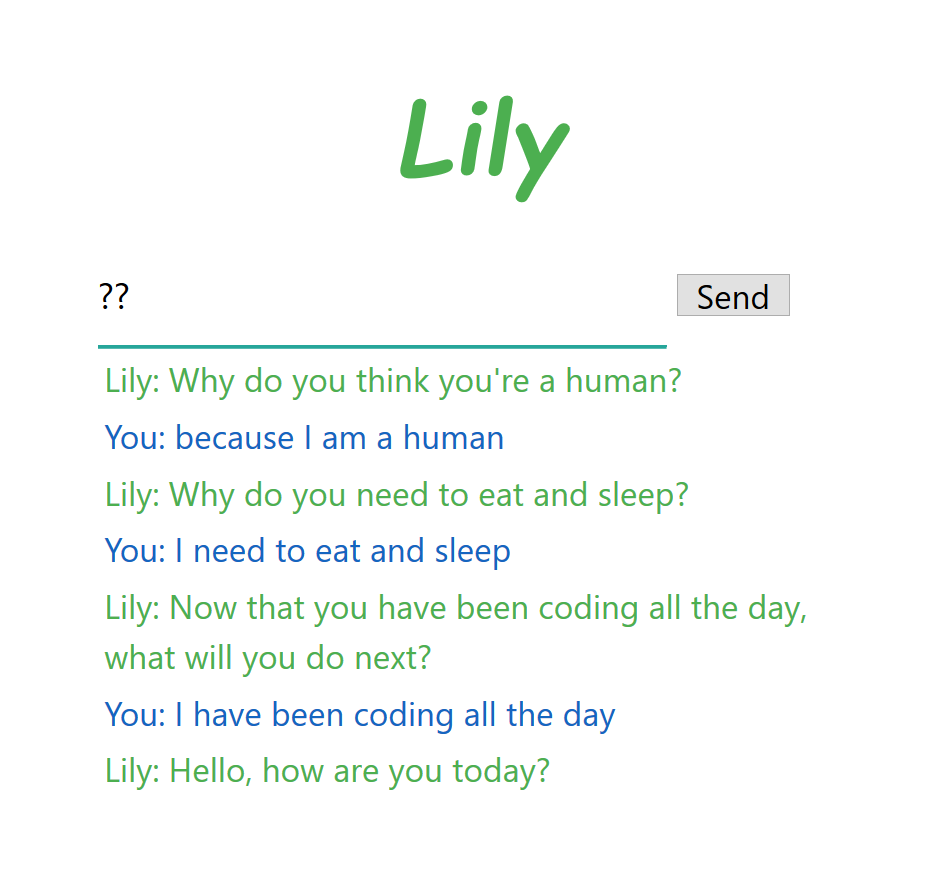 Lily
??
Send
Lily: Why do you think you're a human?
You: because I am a human
Lily: Why do you need to eat and sleep?
You: I need to eat and sleep
Lily: Now that you have been coding all the day,
what will you do next?
You: I have been coding all the day
Lily: Hello, how are you today?